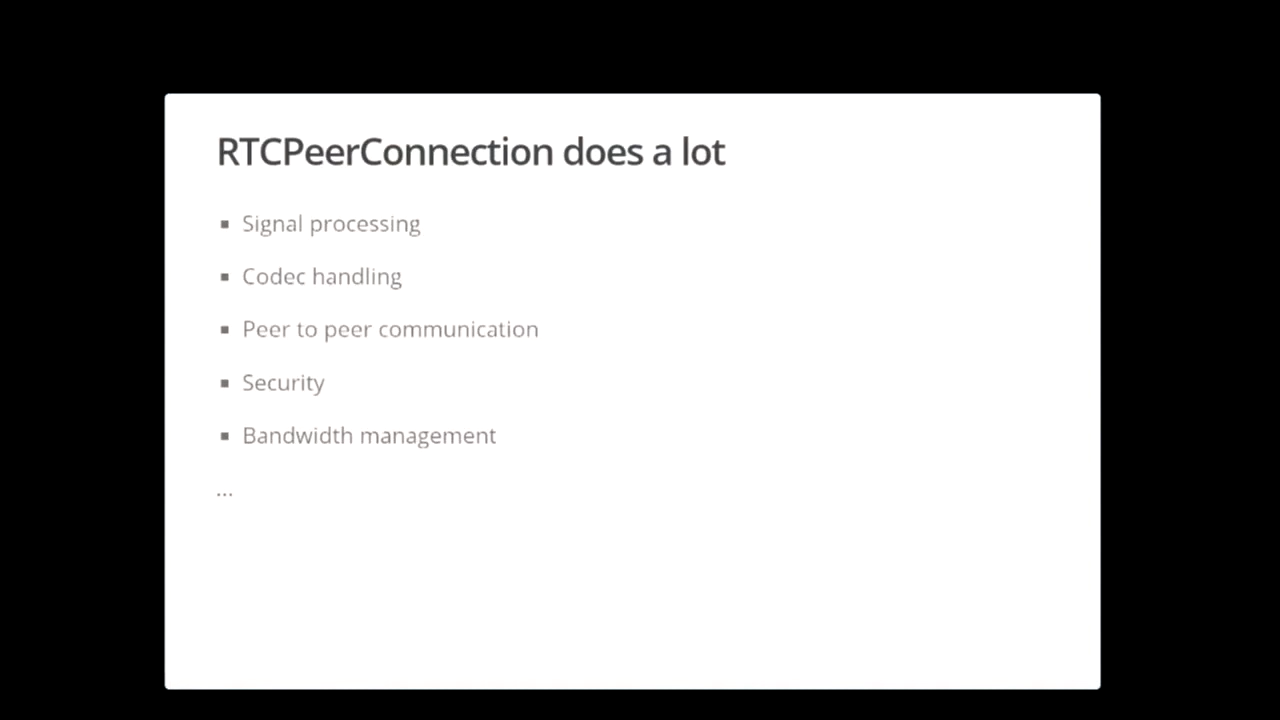 RTCPeerConnection does a lot
▪ Signal processing
▪ Codec handling
▪ Peer to peer communication
▪ Security
▪ Bandwidth management
...